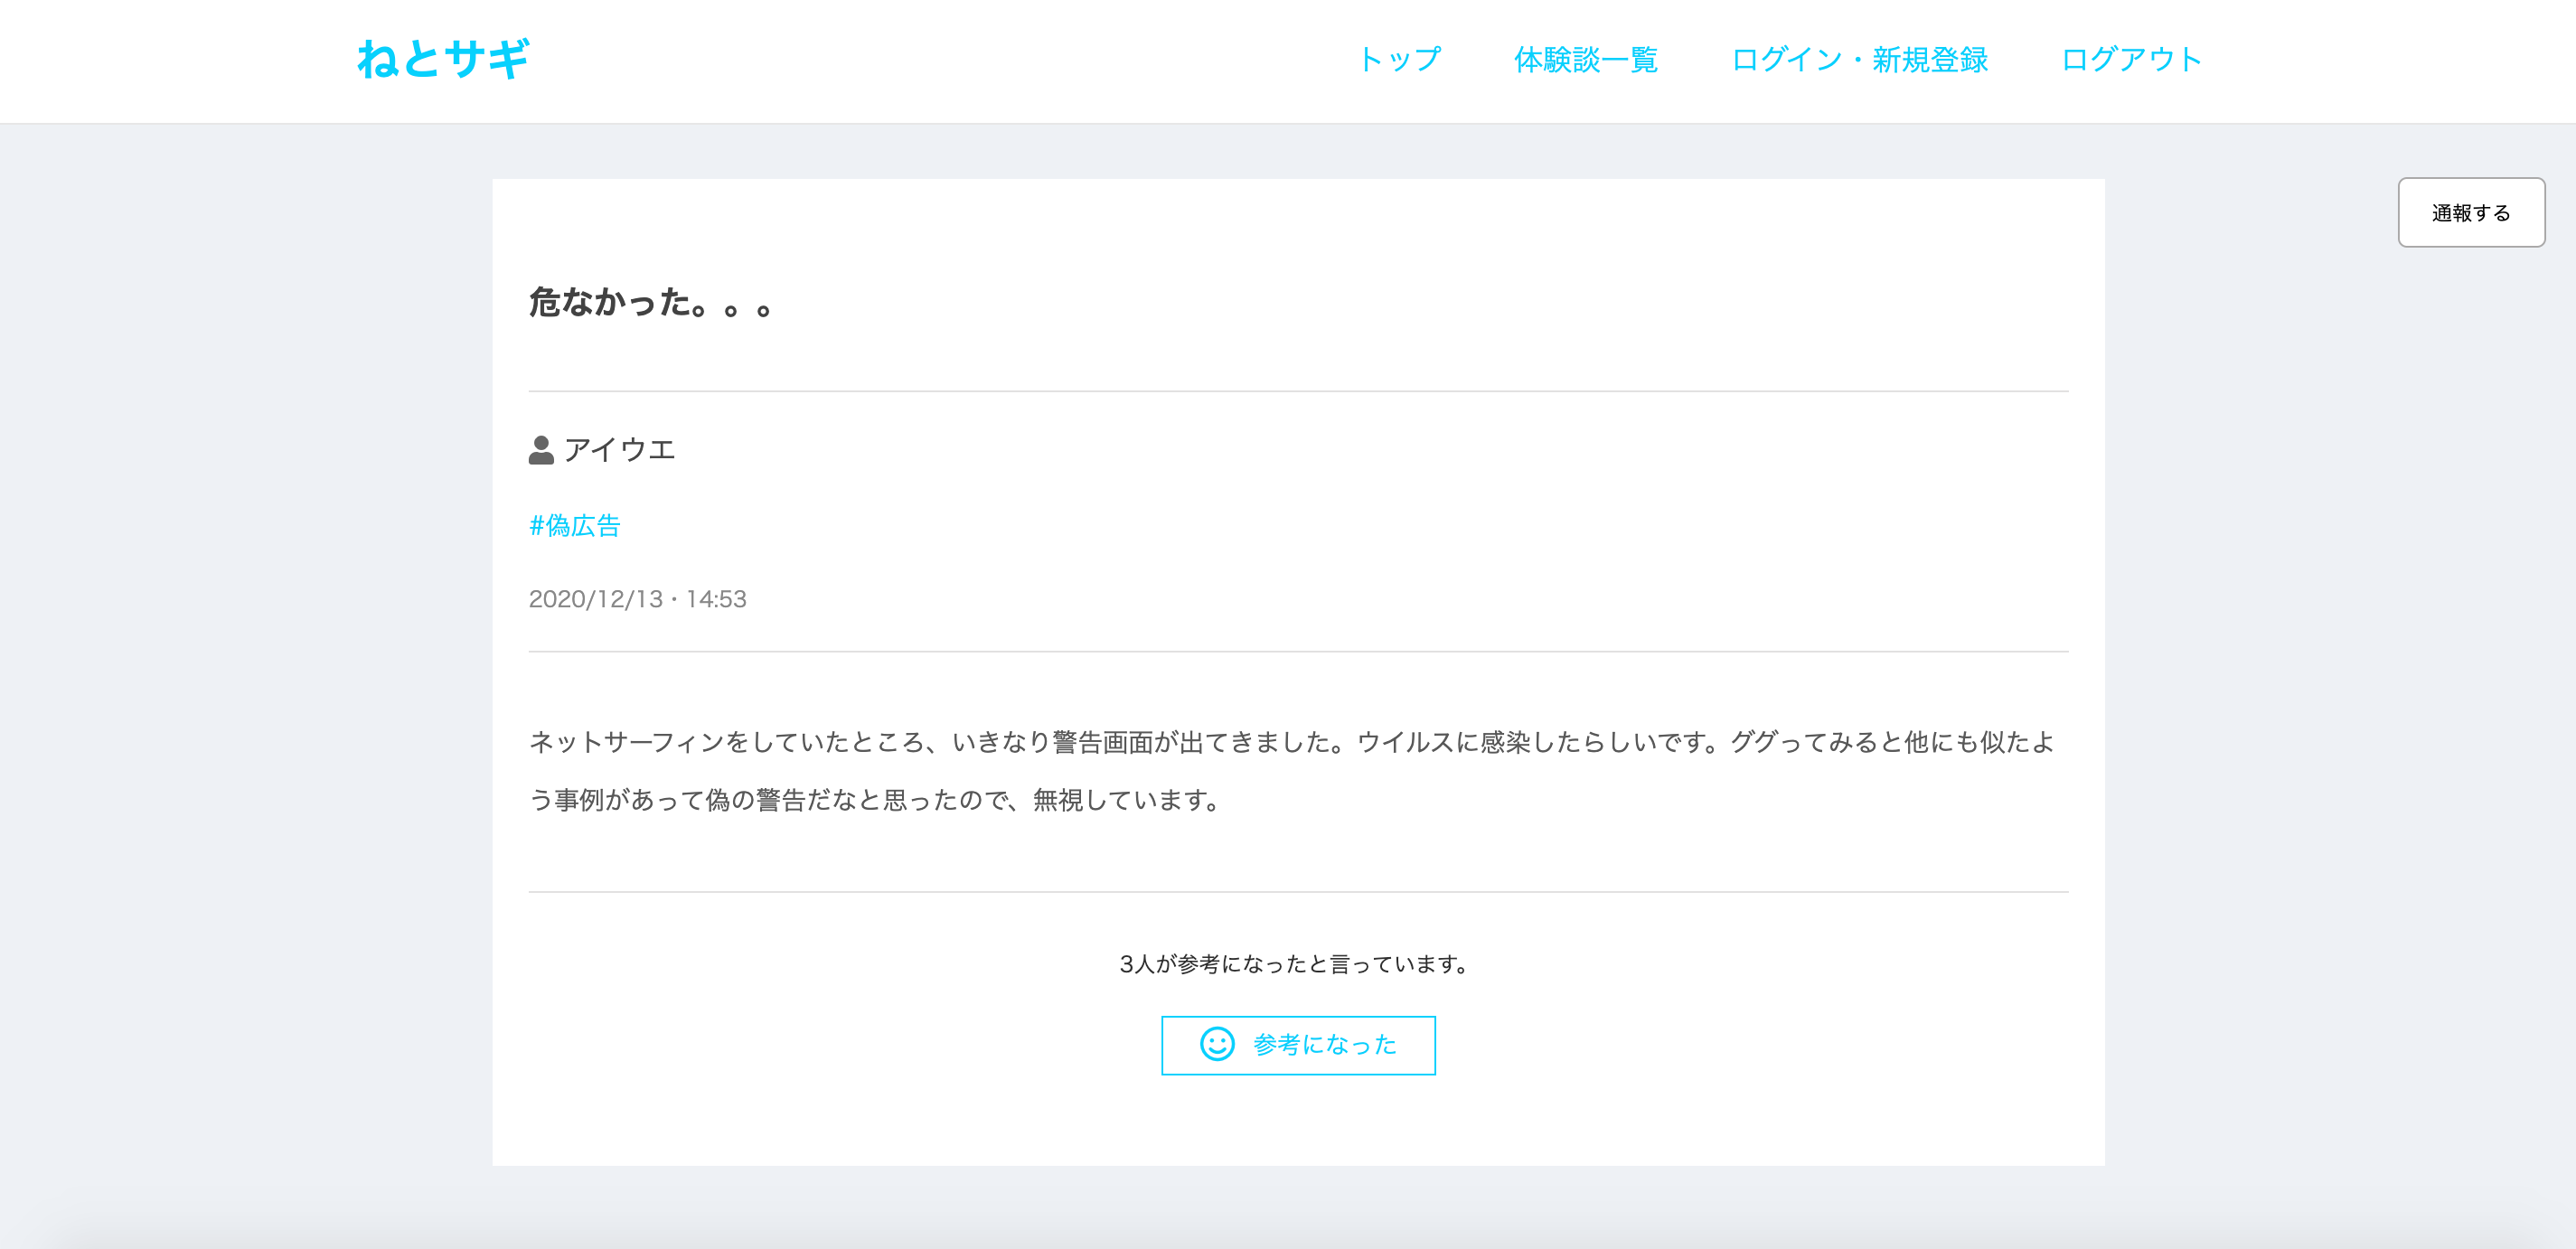 ねとサギ
トップ 体験談一覧 ログイン・新規登録 ログアウト
通報する
危なかった。。。
アイウエ
#偽広告
2020/12/13・14:53
ネットサーフィンをしていたところ、いきなり警告画面が出てきました。ウイルスに感染したらしいです。ググってみると他にも似たよ
う事例があって偽の警告だなと思ったので、無視しています。
3人が参考になったと言っています。
参考になった